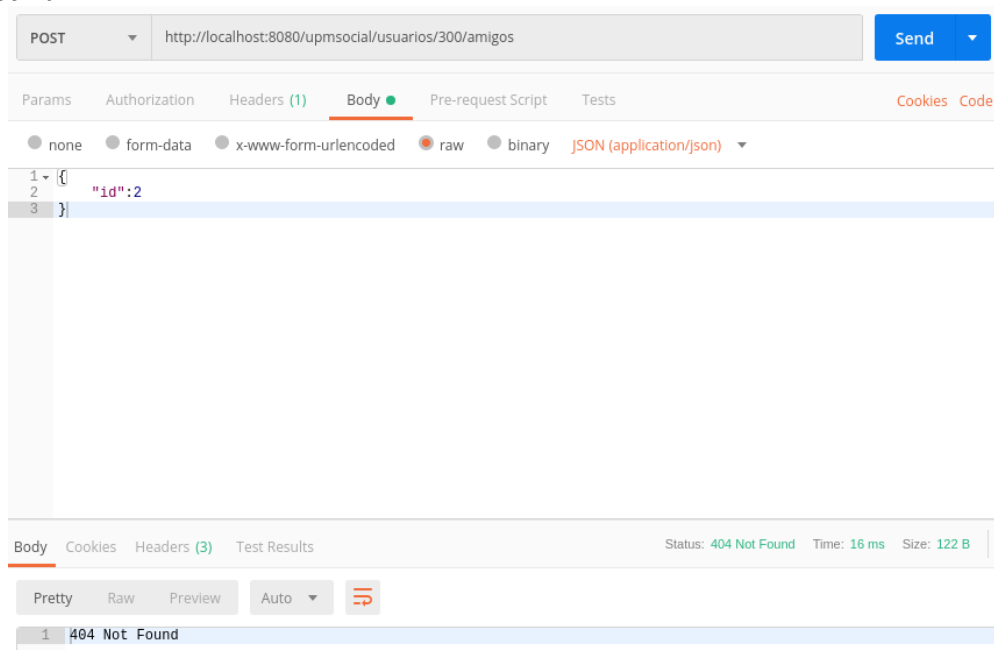 POST http://localhost:8080/upmsocial/usuarios/300/amigos Send
Params Authorization Headers (1) Body Pre-request Script Tests Cookies Code
none form-data x-www-form-urlencoded raw binary JSON (application/json)
1 {
2 "id":2
3 }
Body Cookies Headers (3) Test Results Status: 404 Not Found Time: 16 ms Size: 122 B
Pretty Raw Preview Auto
1 404 Not Found